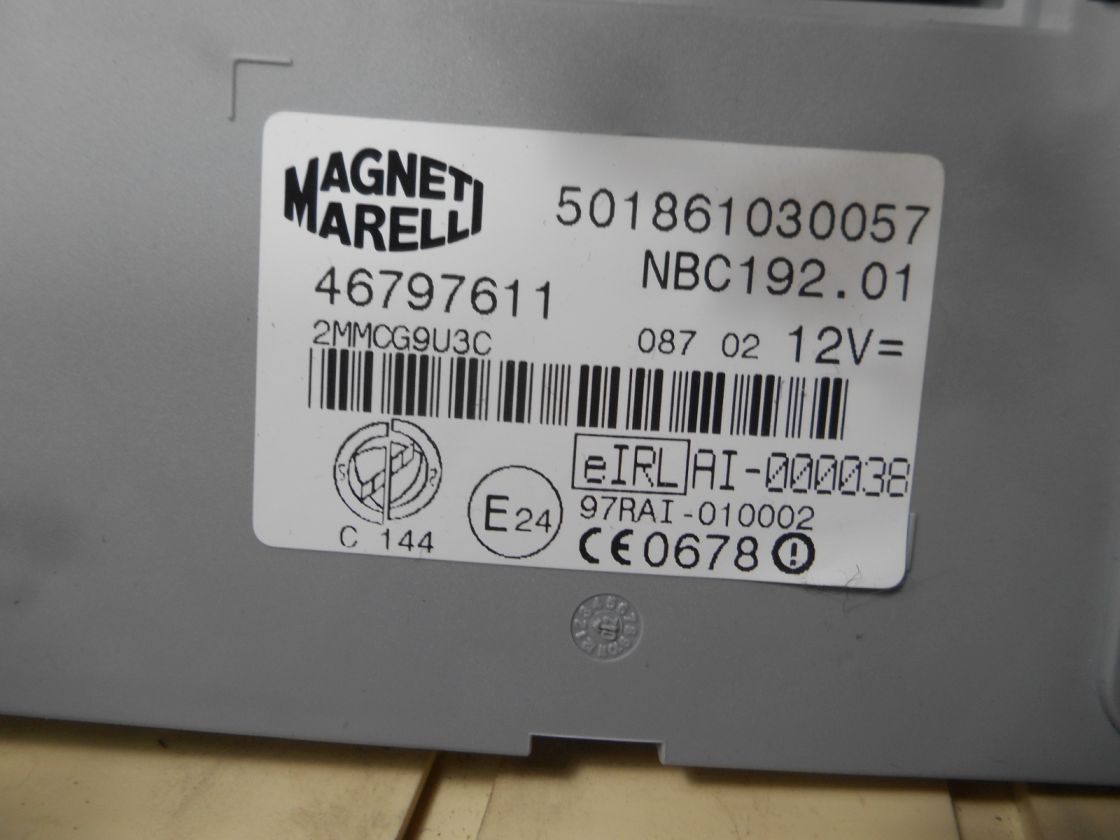 MAGNETI
MARELLI
501861030057
NBC192.01
46797611
2MMCG9U3C
087 02 12V=
eIRL AI-000038
97RAI-010002
E24
C 144
CE0678